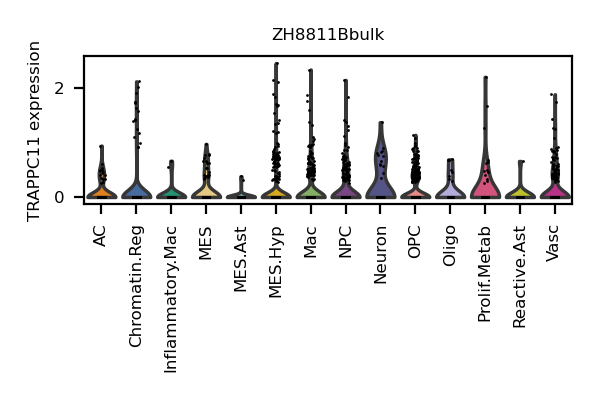 ZH8811Bbulk
TRAPPC11 expression
2
0
AC
Chromatin.Reg
Inflammatory.Mac
MES
MES.Ast
MES.Hyp
Mac
NPC
Neuron
OPC
Oligo
Prolif.Metab
Reactive.Ast
Vasc